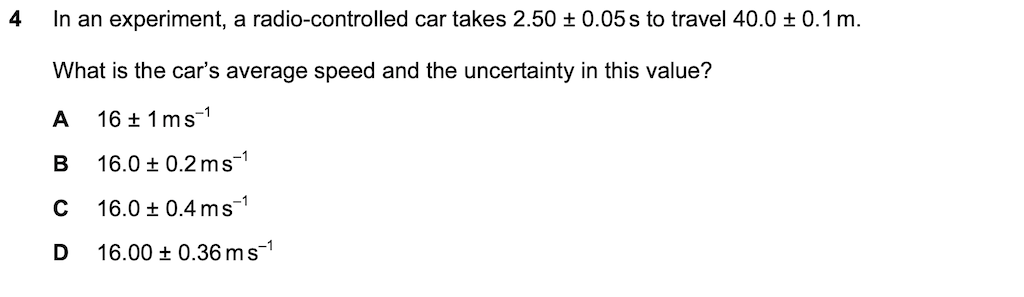 4 In an experiment, a radio-controlled car takes 2.50 ± 0.05 s to travel 40.0 ± 0.1 m.
What is the car's average speed and the uncertainty in this value?
A 16 ± 1 m s⁻¹
B 16.0 ± 0.2 m s⁻¹
C 16.0 ± 0.4 m s⁻¹
D 16.00 ± 0.36 m s⁻¹